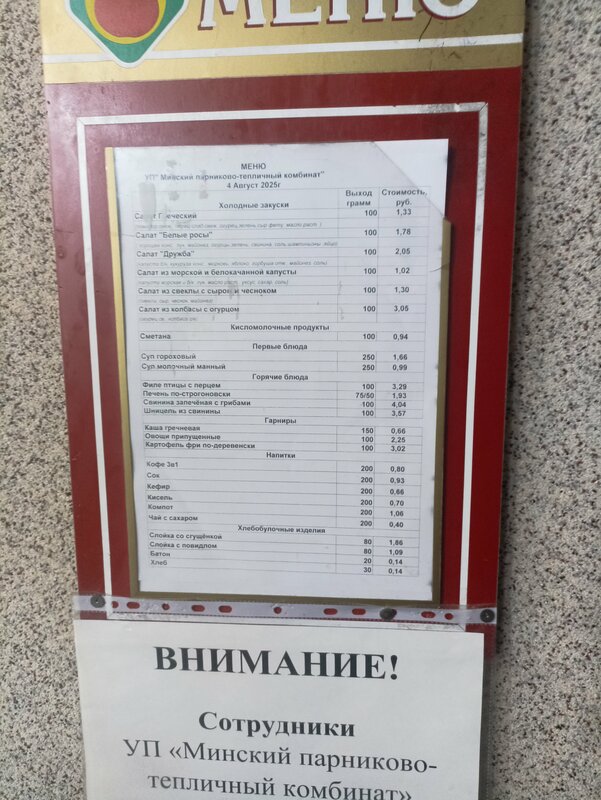 МЕНЮ
МЕНЮ
УП" Минский парниково-тепличный комбинат"
4 Август 2025г
Холодные закуски Выход грамм Стоимость, руб.
Салат Греческий 100 1,33
Салат "Белые росы" 100 1,78
Салат "Дружба" 100 2,05
Салат из морской и белокачанной капусты 100 1,02
Салат из свеклы с сыром и чесноком 100 1,30
(свекла, сыр, чеснок, майонез)
Салат из колбасы с огурцом 100 3,05
Кисломолочные продукты
Сметана 100 0,94
Первые блюда
Суп гороховый 250 1,66
Суп молочный манный 250 0,99
Горячие блюда
Филе птицы с перцем 100 3,29
Печень по-строгоновски 75/50 1,93
Свинина запечёная с грибами 100 4,04
Шницель из свинины 100 3,57
Гарниры
Каша гречневая 150 0,66
Овощи припущенные 100 2,25
Картофель фри по-деревенски 100 3,02
Напитки
Кофе 3в1 200 0,80
Сок 200 0,93
Кефир 200 0,66
Кисель 200 0,70
Компот 200 1,06
Чай с сахаром 200 0,40
Хлебобулочные изделия
Слойка со сгущёнкой 80 1,86
Слойка с повидлом 80 1,09
Батон 20 0,14
Хлеб 30 0,14
ВНИМАНИЕ!
Сотрудники
УП «Минский парниково-
тепличный комбинат»